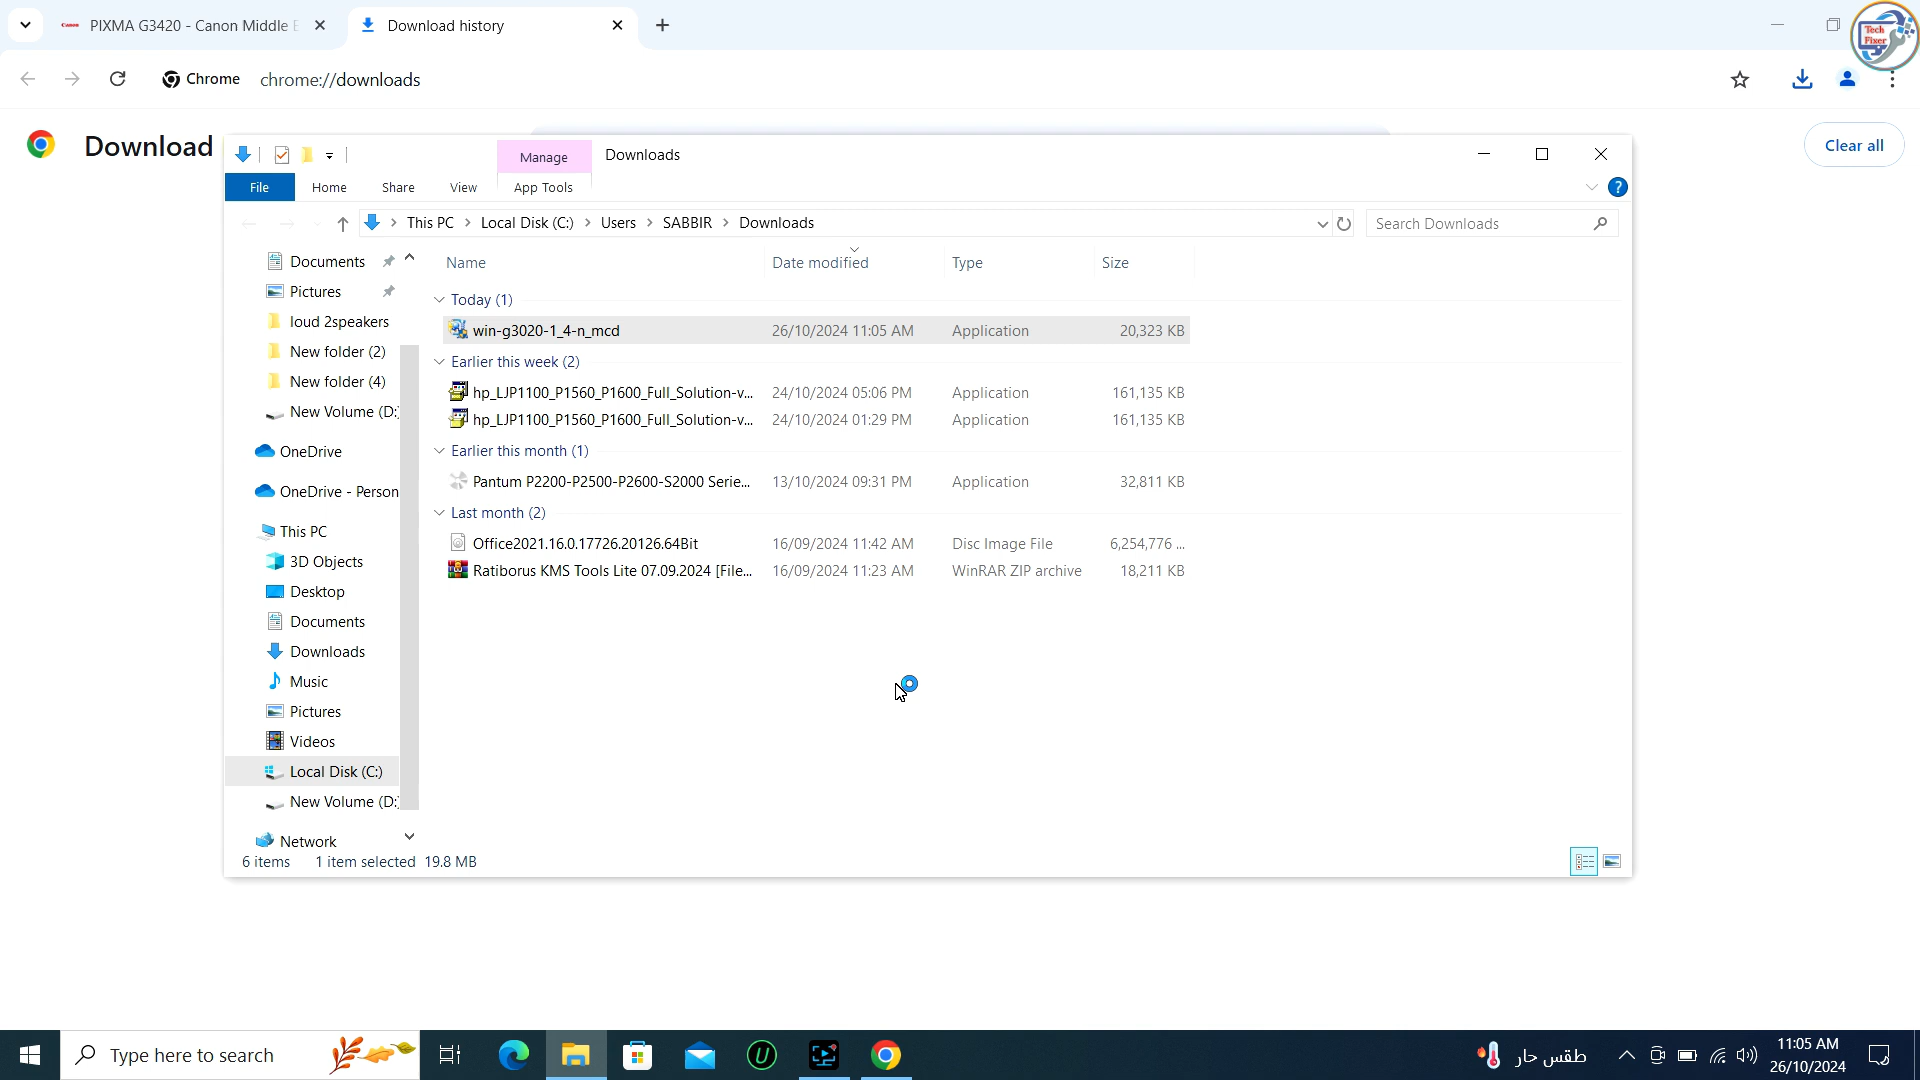 Canon PIXMA G3420 - Canon Middle E
Download history
Tech
Fixer
Chrome chrome://downloads
Download
Clear all
Manage Downloads
File Home Share View App Tools
This PC Local Disk (C:) Users SABBIR Downloads
Search Downloads
Name Date modified Type Size
Documents
Pictures
loud 2speakers
New folder (2)
New folder (4)
New Volume (D:)
OneDrive
OneDrive - Person
This PC
3D Objects
Desktop
Documents
Downloads
Music
Pictures
Videos
Local Disk (C:)
New Volume (D:)
Network
Today (1)
win-g3020-1_4-n_mcd 26/10/2024 11:05 AM Application 20,323 KB
Earlier this week (2)
hp_LJP1100_P1560_P1600_Full_Solution-v... 24/10/2024 05:06 PM Application 161,135 KB
hp_LJP1100_P1560_P1600_Full_Solution-v... 24/10/2024 01:29 PM Application 161,135 KB
Earlier this month (1)
Pantum P2200-P2500-P2600-S2000 Serie... 13/10/2024 09:31 PM Application 32,811 KB
Last month (2)
Office2021.16.0.17726.20126.64Bit 16/09/2024 11:42 AM Disc Image File 6,254,776 ...
Ratiborus KMS Tools Lite 07.09.2024 [File... 16/09/2024 11:23 AM WinRAR ZIP archive 18,211 KB
6 items 1 item selected 19.8 MB
Type here to search
طقس حار
11:05 AM
26/10/2024